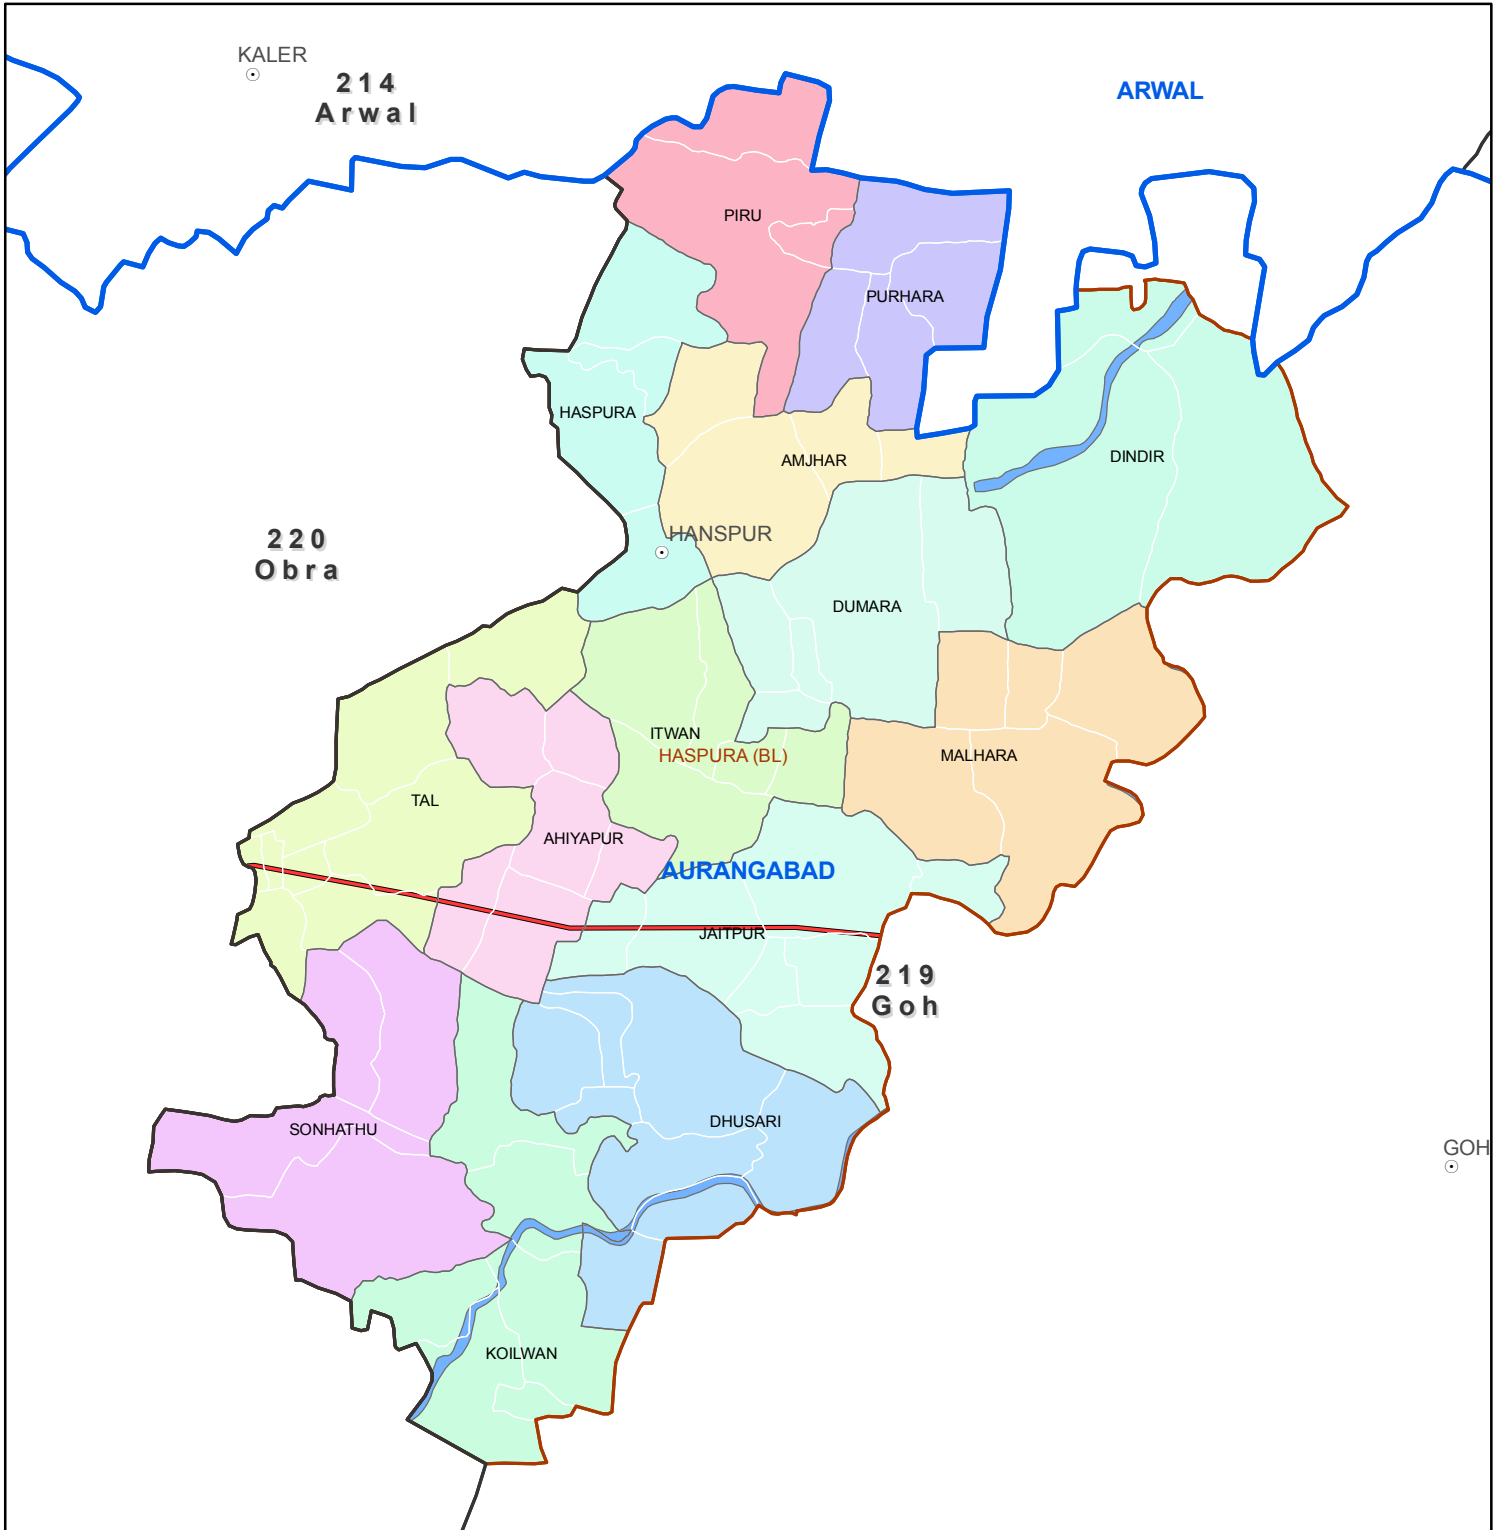 KALER
214
Arwal
ARWAL
PIRU
PURHARA
HASPURA
AMJHAR
DINDIR
HANSPUR
220
Obra
DUMARA
ITWAN
HASPURA (BL)
MALHARA
TAL
AHIYAPUR
AURANGABAD
JAITPUR
219
Goh
DHUSARI
SONHATHU
GOH
KOILWAN